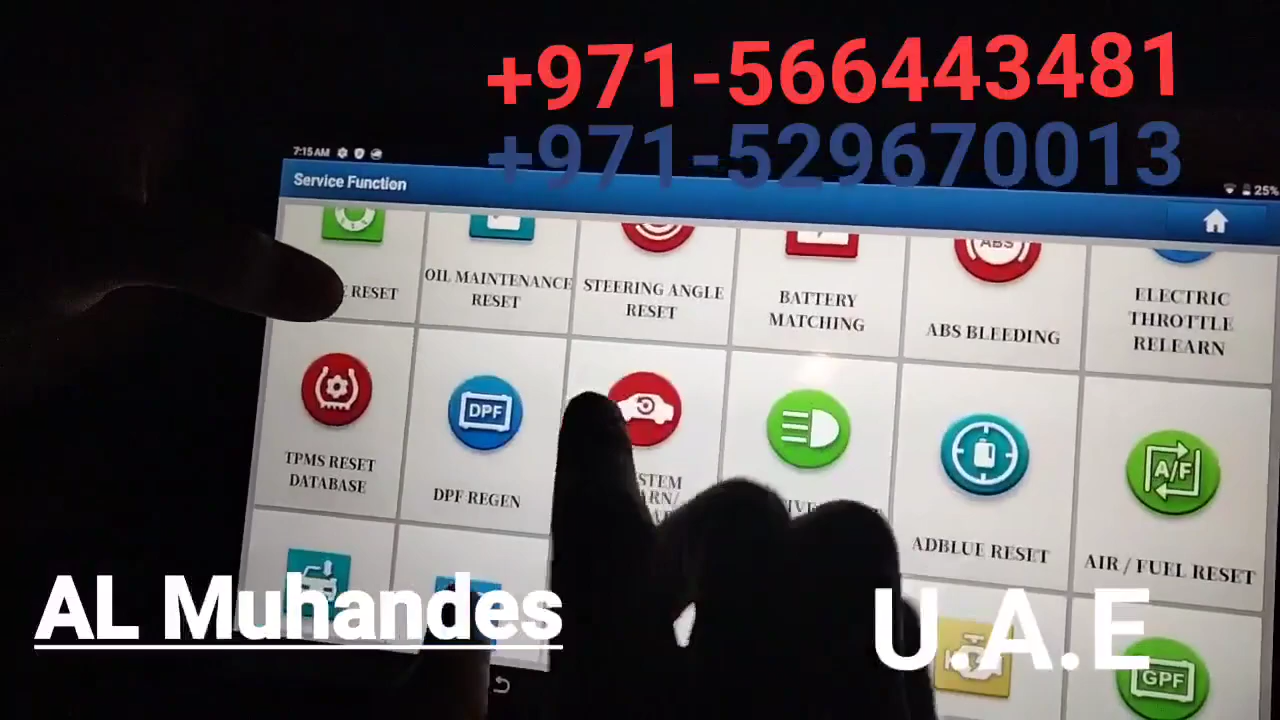 +971-566443481
+971-529670013
7:15 AM
25%
Service Function
RESET
OIL MAINTENANCE
RESET
STEERING ANGLE
RESET
BATTERY
MATCHING
ABS
ABS BLEEDING
ELECTRIC
THROTTLE
RELEARN
TPMS RESET
DATABASE
DPF
DPF REGEN
ADBLUE RESET
A/F
AIR / FUEL RESET
GPF
AL Muhandes
U.A.E